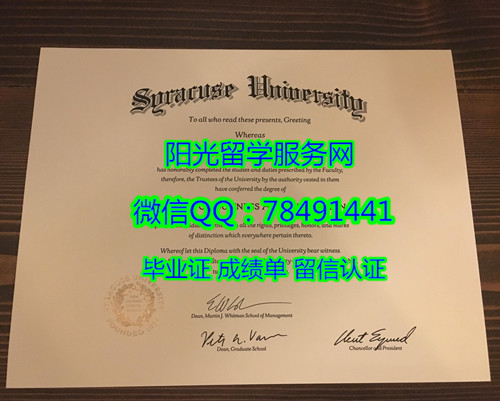 Syracuse University
To all who read these presents, Greeting
Whereas
阳光留学服务网
has honorably completed the studies and duties prescribed by the Faculty,
therefore, the Trustees of the University by the authority vested in them
have conferred the degree of
微信QQ：78491441
all the rights, privileges, honors, and marks
of distinction which everywhere pertain thereto.
Whereof let this Diploma with the seal of the University bear witness.
毕业证 成绩单 留信认证
Dean, Martin J. Whitman School of Management
Dean, Graduate School
Chancellor and President